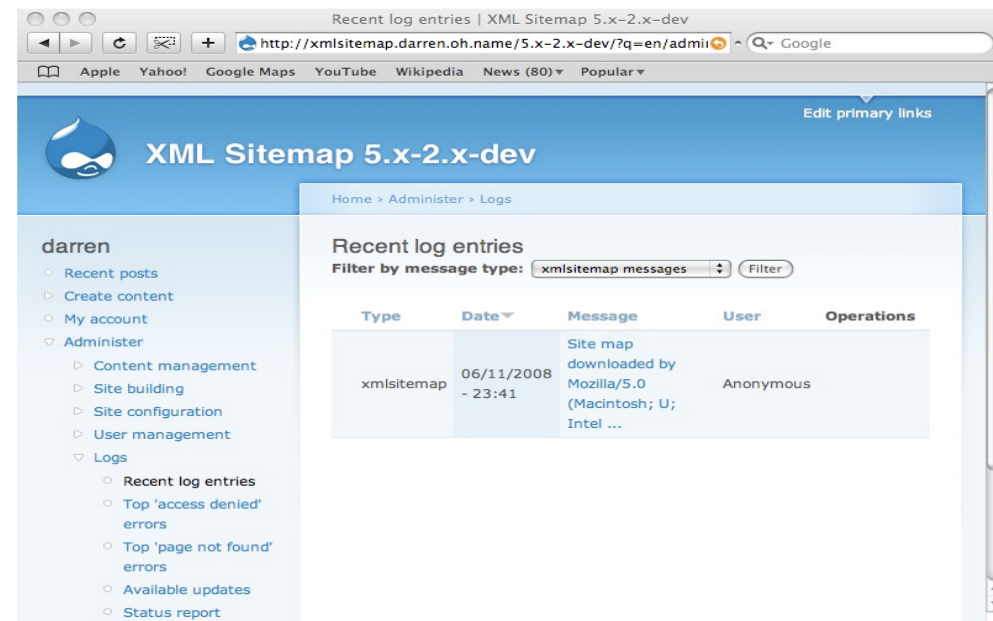 Recent log entries | XML Sitemap 5.x-2.x-dev
http://xmlsitemap.darren.oh.name/5.x-2.x-dev/?q=en/admi
Google
Apple Yahoo! Google Maps YouTube Wikipedia News (80) Popular
Edit primary links
XML Sitemap 5.x-2.x-dev
Home > Administer > Logs
darren
Recent posts
Create content
My account
Administer
Content management
Site building
Site configuration
User management
Logs
Recent log entries
Top 'access denied'
errors
Top 'page not found'
errors
Available updates
Status report
Recent log entries
Filter by message type: xmlsitemap messages Filter
Type Date Message User Operations
xmlsitemap
06/11/2008
- 23:41
Site map
downloaded by
Mozilla/5.0
(Macintosh; U;
Intel ...
Anonymous